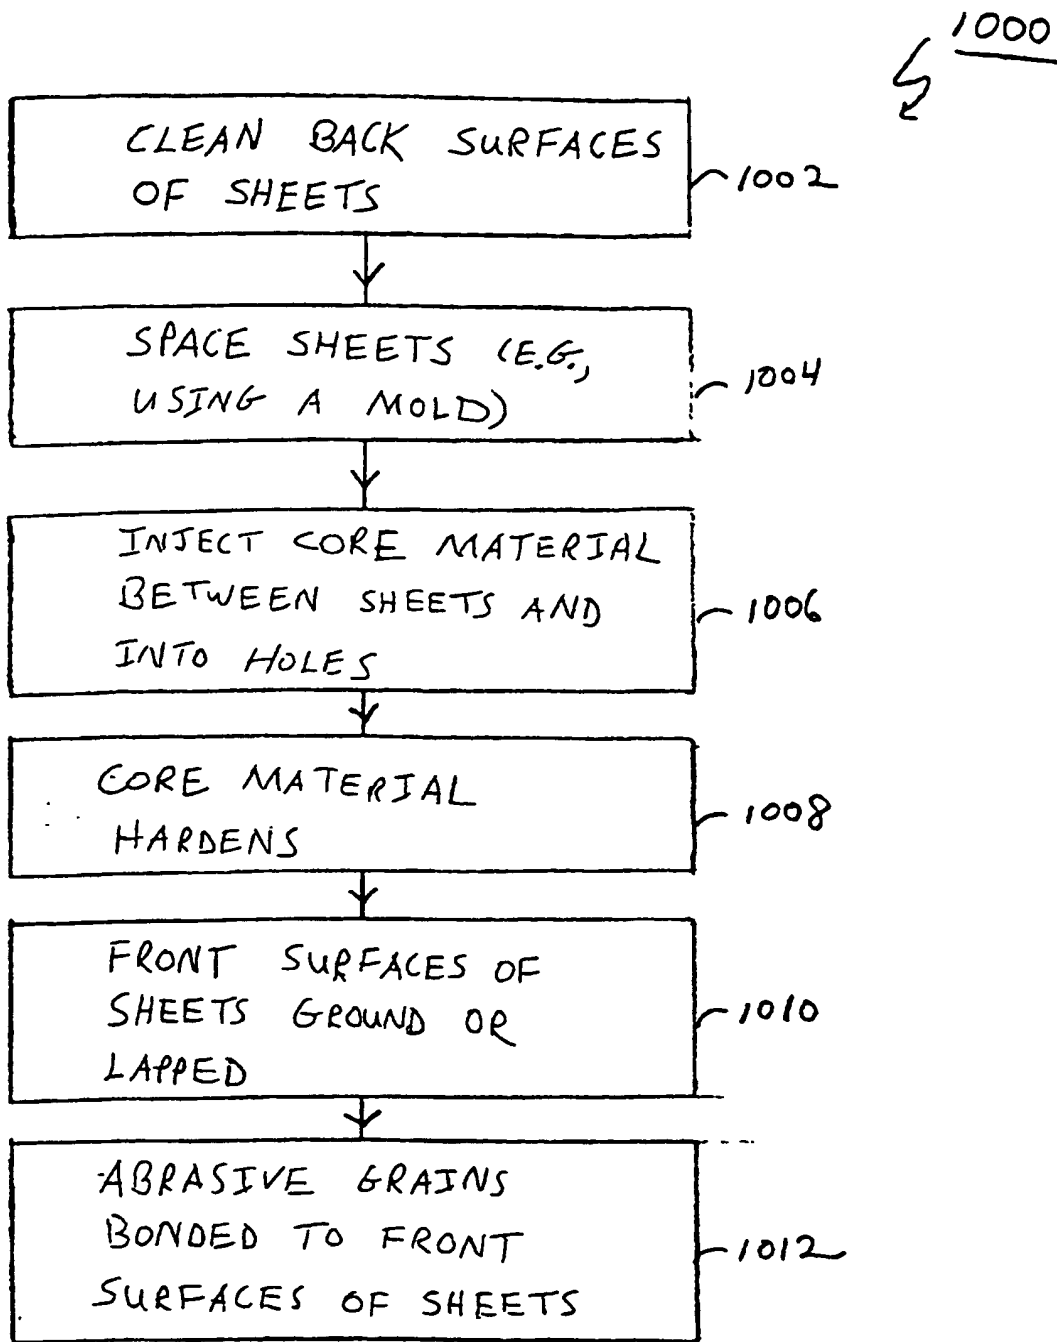 1000
CLEAN BACK SURFACES
OF SHEETS
1002
SPACE SHEETS (E.G.,
USING A MOLD)
1004
INJECT CORE MATERIAL
BETWEEN SHEETS AND
INTO HOLES
1006
CORE MATERIAL
HARDENS
1008
FRONT SURFACES OF
SHEETS GROUND OR
LAPPED
1010
ABRASIVE GRAINS
BONDED TO FRONT
SURFACES OF SHEETS
1012